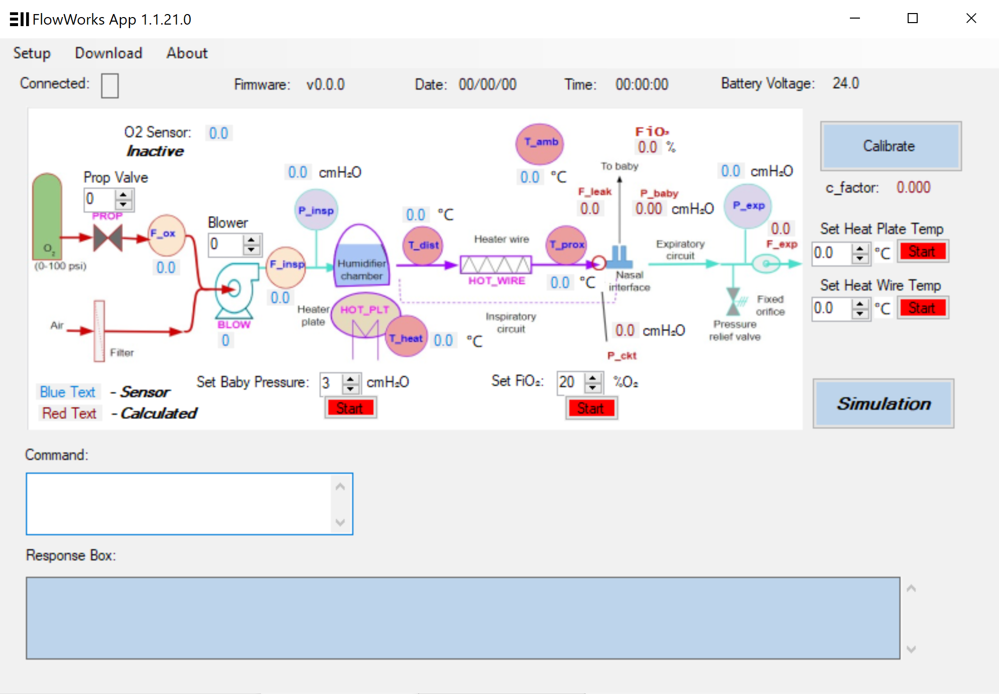 FlowWorks App 1.1.21.0
Setup Download About
Connected: Firmware: v0.0.0 Date: 00/00/00 Time: 00:00:00 Battery Voltage: 24.0
O2 Sensor: 0.0
Inactive
T_amb
0.0 °C
FiO₂
0.0 %
To baby
Calibrate
c_factor: 0.000
Prop Valve
0
PROP
O₂
(0-100 psi)
F_ox
0.0
Blower
0
0.0 cmH₂O
P_insp
F_insp
0.0
BLOW
0
Air
Filter
Humidifier
chamber
Heater
plate
HOT_PLT
T_heat 0.0 °C
0.0 °C
T_dist
Heater wire
HOT_WIRE
T_prox
0.0 °C
F_leak
0.0
P_baby
0.00 cmH₂O
Nasal
interface
Inspiratory
circuit
0.0 cmH₂O
P_ckt
Expiratory
circuit
0.0 cmH₂O
P_exp
0.0
F_exp
Fixed
orifice
Pressure
relief valve
Set Heat Plate Temp
0.0 °C Start
Set Heat Wire Temp
0.0 °C Start
Blue Text - Sensor
Red Text - Calculated
Set Baby Pressure: 3 cmH₂O
Start
Set FiO₂: 20 %O₂
Start
Simulation
Command:
Response Box: